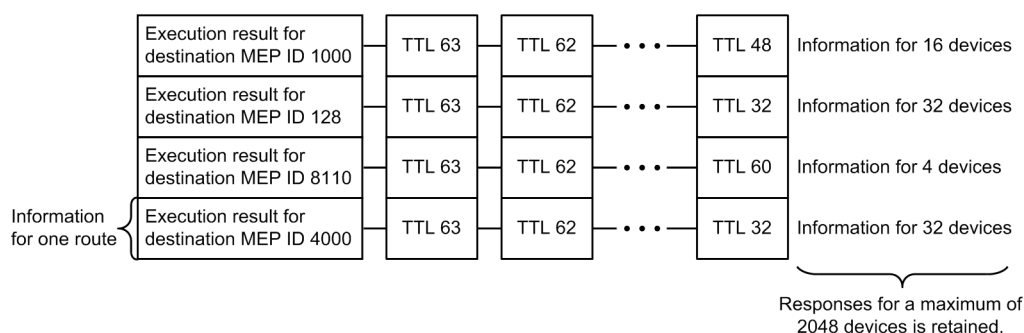 Execution result for
destination MEP ID 1000
TTL 63
TTL 62
• • •
TTL 48
Information for 16 devices
Execution result for
destination MEP ID 128
TTL 63
TTL 62
• • •
TTL 32
Information for 32 devices
Execution result for
destination MEP ID 8110
TTL 63
TTL 62
• • •
TTL 60
Information for 4 devices
Information
for one route
Execution result for
destination MEP ID 4000
TTL 63
TTL 62
• • •
TTL 32
Information for 32 devices
Responses for a maximum of
2048 devices is retained.